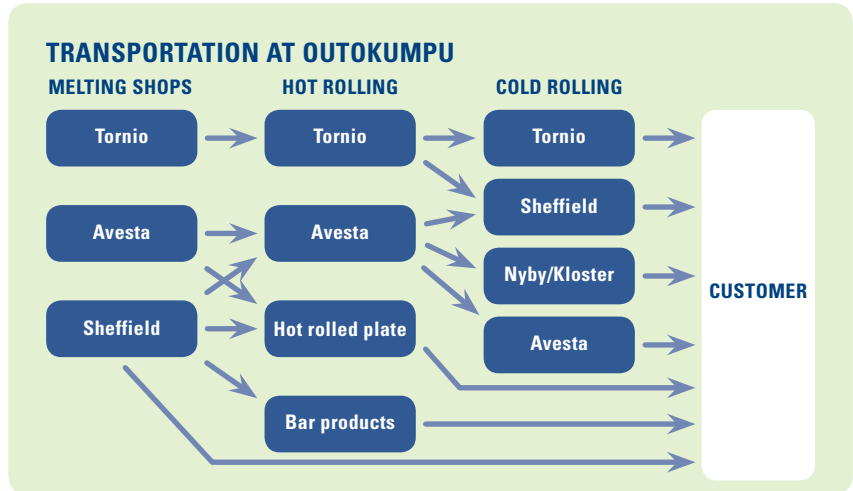 TRANSPORTATION AT OUTOKUMPU
MELTING SHOPS
HOT ROLLING
COLD ROLLING
Tornio
Tornio
Tornio
Sheffield
Avesta
Avesta
Nyby/Kloster
CUSTOMER
Sheffield
Hot rolled plate
Avesta
Bar products